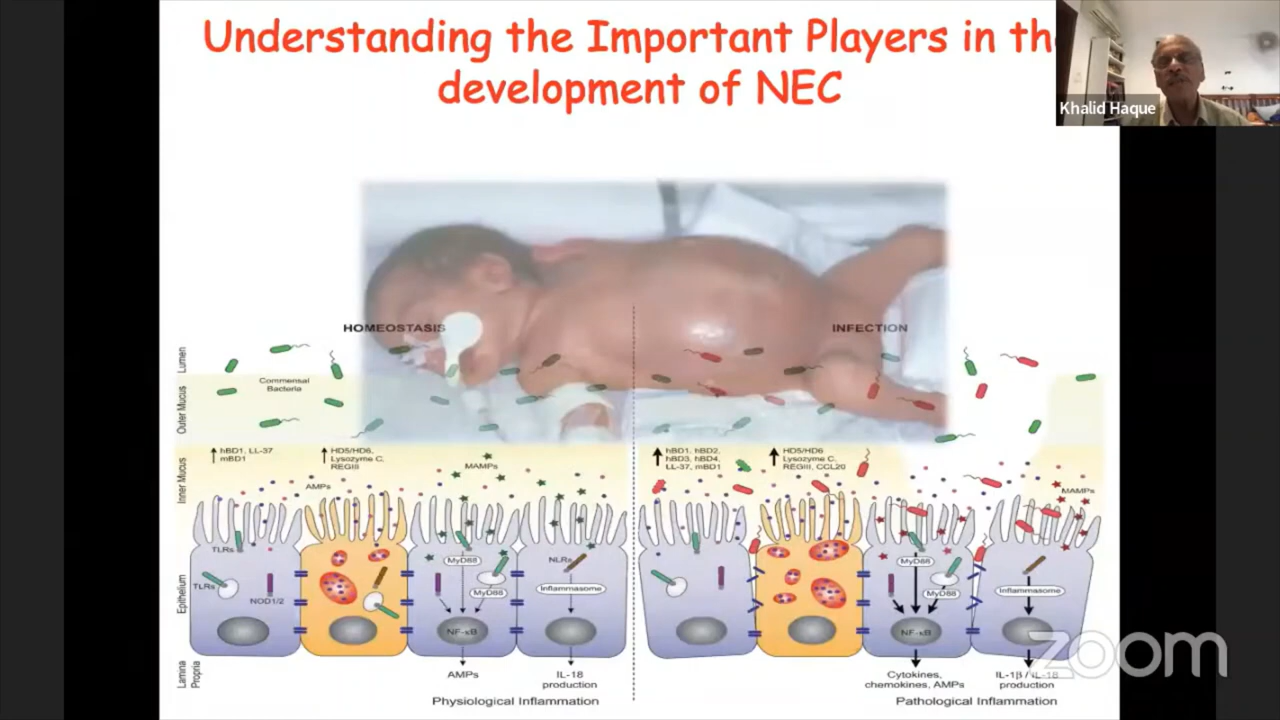 Understanding the Important Players in the
development of NEC
Khalid Haque
HOMEOSTASIS
INFECTION
Lumen
Outer Mucus
Inner Mucus
Epithelium
Lamina
Propria
Commensal
Bacteria
hBD1, LL-37
mBD1
HD5/HD6,
Lysozyme C,
REGIII
MAMPs
AMPs
hBD1, hBD2,
hBD3, hBD4,
LL-37, mBD1
HD5/HD6
Lysozyme C,
REGIII, CCL20
MAMPs
TLRs
TLRs
NOD1/2
MyD88
MyD88
NF-κB
NLRs
Inflammasome
MyD88
MyD88
NF-κB
Inflammasome
AMPs
IL-18
production
Physiological Inflammation
Cytokines,
chemokines, AMPs
IL-1β / IL-18
production
Pathological Inflammation
zoom